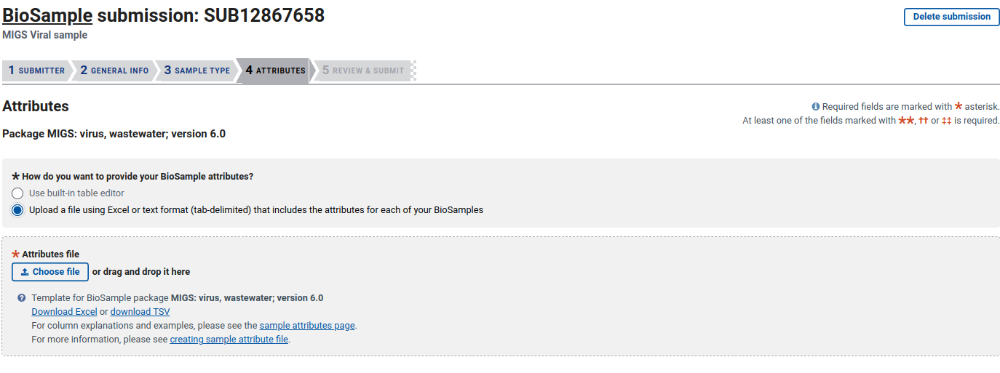 BioSample submission: SUB12867658
Delete submission
MIGS Viral sample
1 SUBMITTER 2 GENERAL INFO 3 SAMPLE TYPE 4 ATTRIBUTES 5 REVIEW & SUBMIT
Attributes
Required fields are marked with * asterisk.
At least one of the fields marked with **, †† or ‡‡ is required.
Package MIGS: virus, wastewater; version 6.0
* How do you want to provide your BioSample attributes?
Use built-in table editor
Upload a file using Excel or text format (tab-delimited) that includes the attributes for each of your BioSamples
* Attributes file
Choose file or drag and drop it here
? Template for BioSample package MIGS: virus, wastewater; version 6.0
Download Excel or download TSV
For column explanations and examples, please see the sample attributes page.
For more information, please see creating sample attribute file.